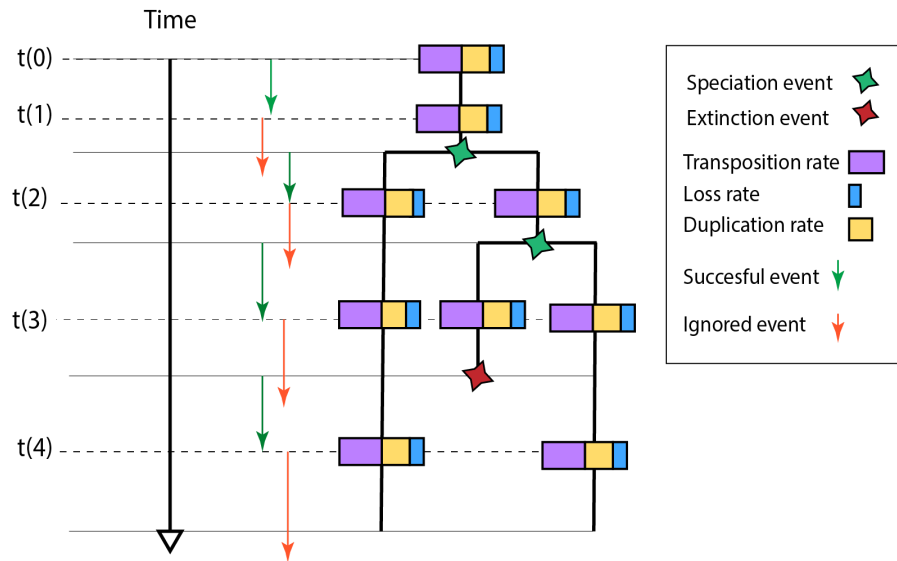 Time
t(0)
t(1)
t(2)
t(3)
t(4)
Speciation event
Extinction event
Transposition rate
Loss rate
Duplication rate
Succesful event
Ignored event